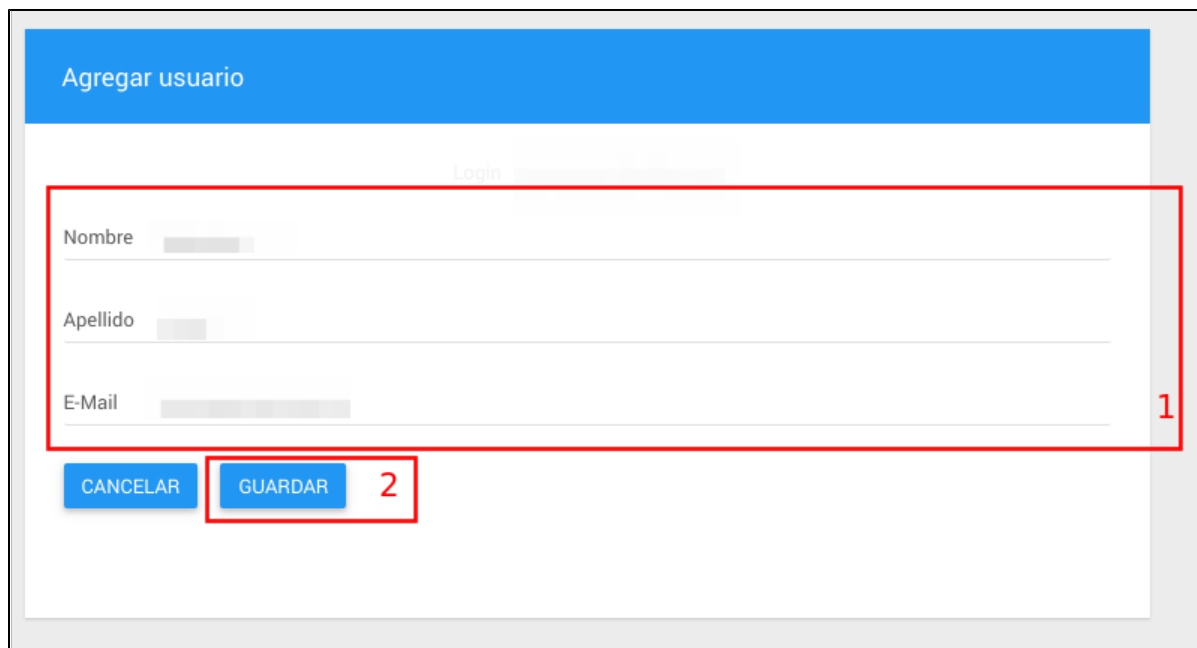 Agregar usuario
Login
Nombre
Apellido
E-Mail
1
CANCELAR GUARDAR 2